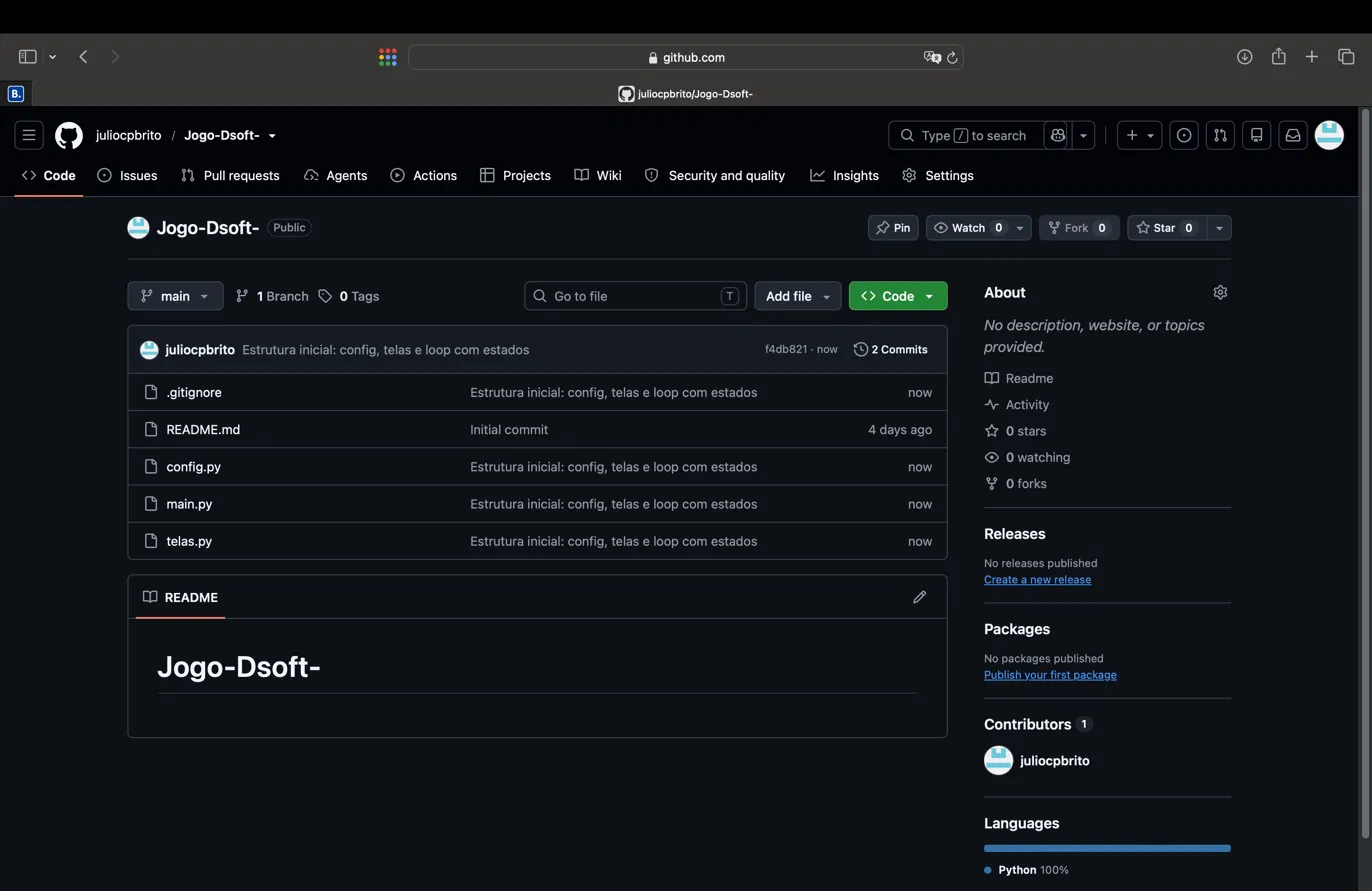 github.com
B.
juliocpbrito/Jogo-Dsoft-
juliocpbrito / Jogo-Dsoft-
Type / to search
Code Issues Pull requests Agents Actions Projects Wiki Security and quality Insights Settings
Jogo-Dsoft- Public
Pin Watch 0 Fork 0 Star 0
main 1 Branch 0 Tags Go to file T Add file Code
juliocpbrito Estrutura inicial: config, telas e loop com estados f4db821 · now 2 Commits
.gitignore Estrutura inicial: config, telas e loop com estados now
README.md Initial commit 4 days ago
config.py Estrutura inicial: config, telas e loop com estados now
main.py Estrutura inicial: config, telas e loop com estados now
telas.py Estrutura inicial: config, telas e loop com estados now
README
Jogo-Dsoft-
About
No description, website, or topics
provided.
Readme
Activity
0 stars
0 watching
0 forks
Releases
No releases published
Create a new release
Packages
No packages published
Publish your first package
Contributors 1
juliocpbrito
Languages
Python 100%